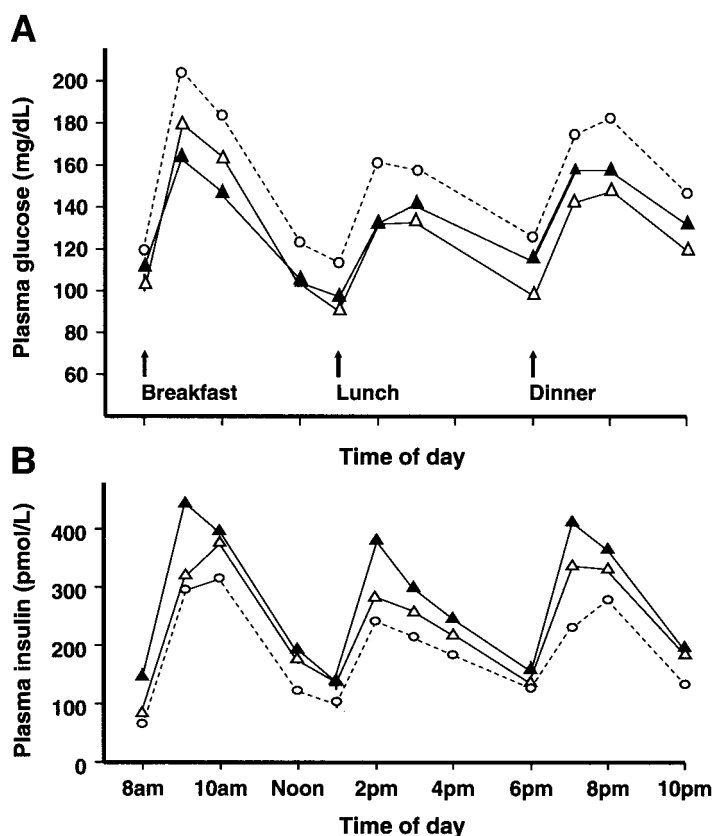 A
Plasma glucose (mg/dL)
200
180
160
140
120
100
80
60
Breakfast Lunch Dinner
Time of day
B
Plasma insulin (pmol/L)
400
300
200
100
0
8am 10am Noon 2pm 4pm 6pm 8pm 10pm
Time of day